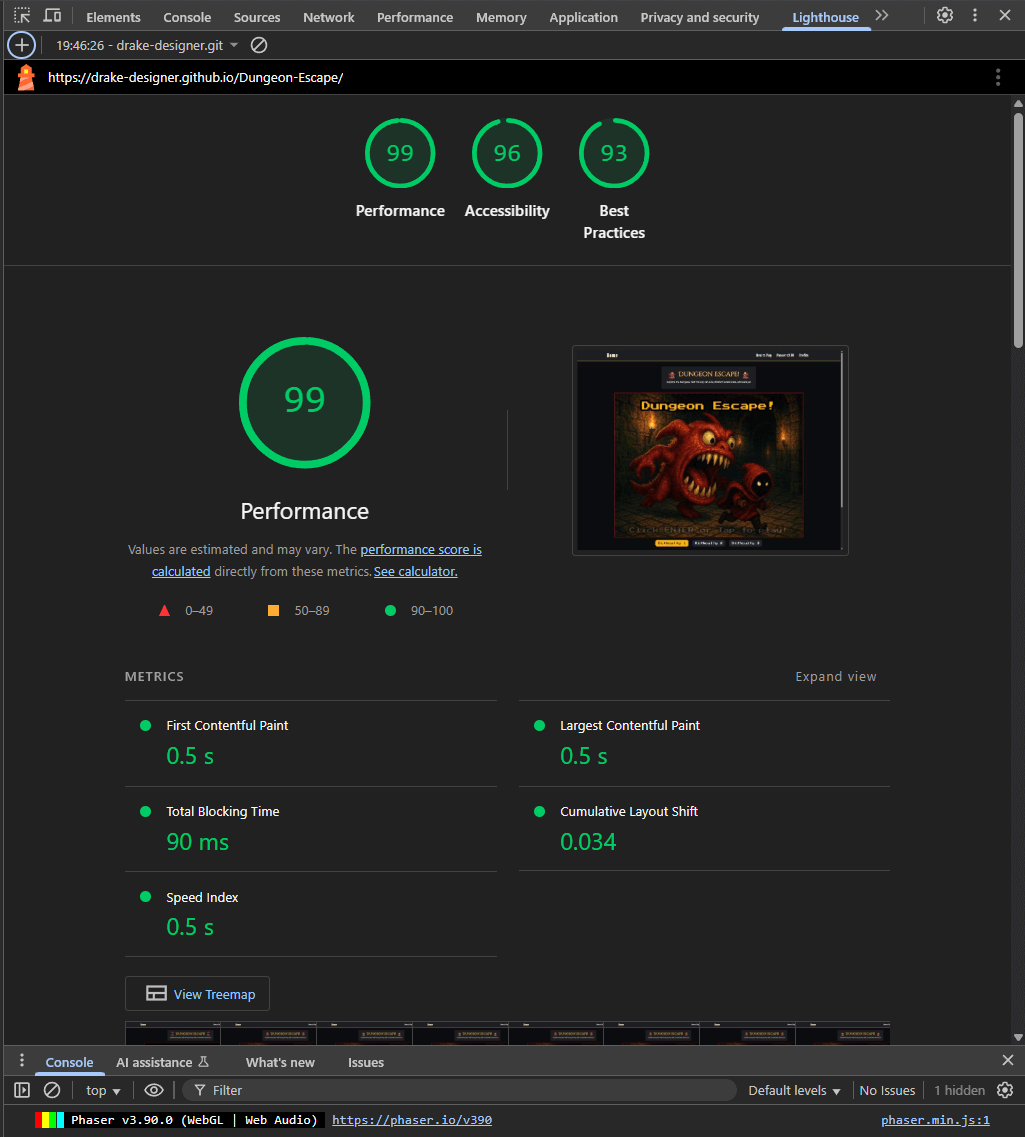 Elements Console Sources Network Performance Memory Application Privacy and security Lighthouse
19:46:26 - drake-designer.git
https://drake-designer.github.io/Dungeon-Escape/
99 96 93
Performance Accessibility Best
Practices
99
Performance
Values are estimated and may vary. The performance score is
calculated directly from these metrics. See calculator.
0–49 50–89 90–100
Home
DUNGEON ESCAPE!
Dungeon Escape!
METRICS Expand view
First Contentful Paint Largest Contentful Paint
0.5 s 0.5 s
Total Blocking Time Cumulative Layout Shift
90 ms 0.034
Speed Index
0.5 s
View Treemap
Console AI assistance What's new Issues
top Filter Default levels No Issues 1 hidden
Phaser v3.90.0 (WebGL | Web Audio) https://phaser.io/v390 phaser.min.js:1